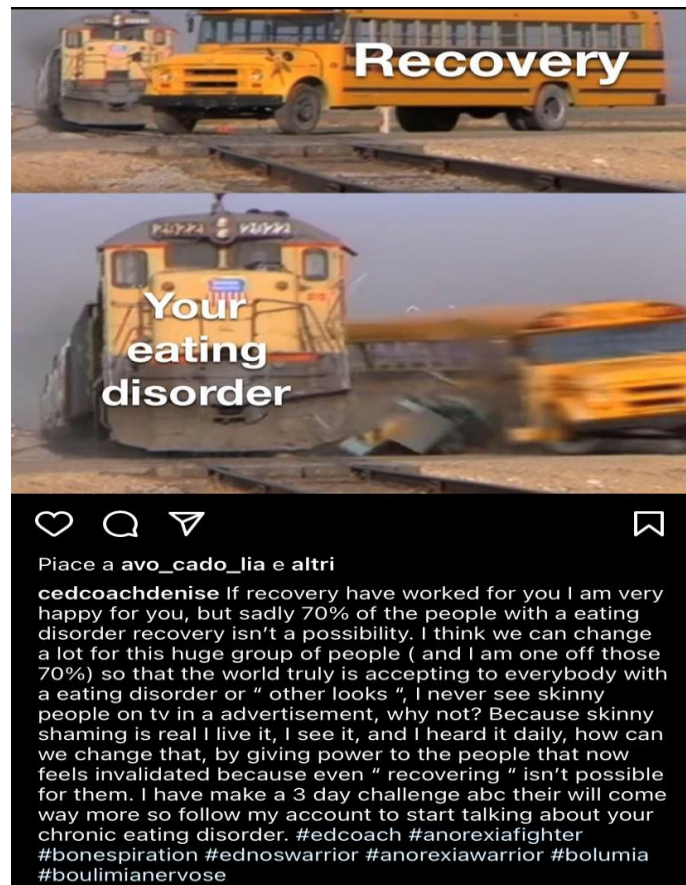 Recovery
Your
eating
disorder
Piace a avo_cado_lia e altri
cedcoachdenise If recovery have worked for you I am very
happy for you, but sadly 70% of the people with a eating
disorder recovery isn't a possibility. I think we can change
a lot for this huge group of people ( and I am one off those
70%) so that the world truly is accepting to everybody with
a eating disorder or " other looks ", I never see skinny
people on tv in a advertisement, why not? Because skinny
shaming is real I live it, I see it, and I heard it daily, how can
we change that, by giving power to the people that now
feels invalidated because even " recovering " isn't possible
for them. I have make a 3 day challenge abc their will come
way more so follow my account to start talking about your
chronic eating disorder. #edcoach #anorexiafighter
#bonespiration #ednoswarrior #anorexiawarrior #bolumia
#boulimianervose